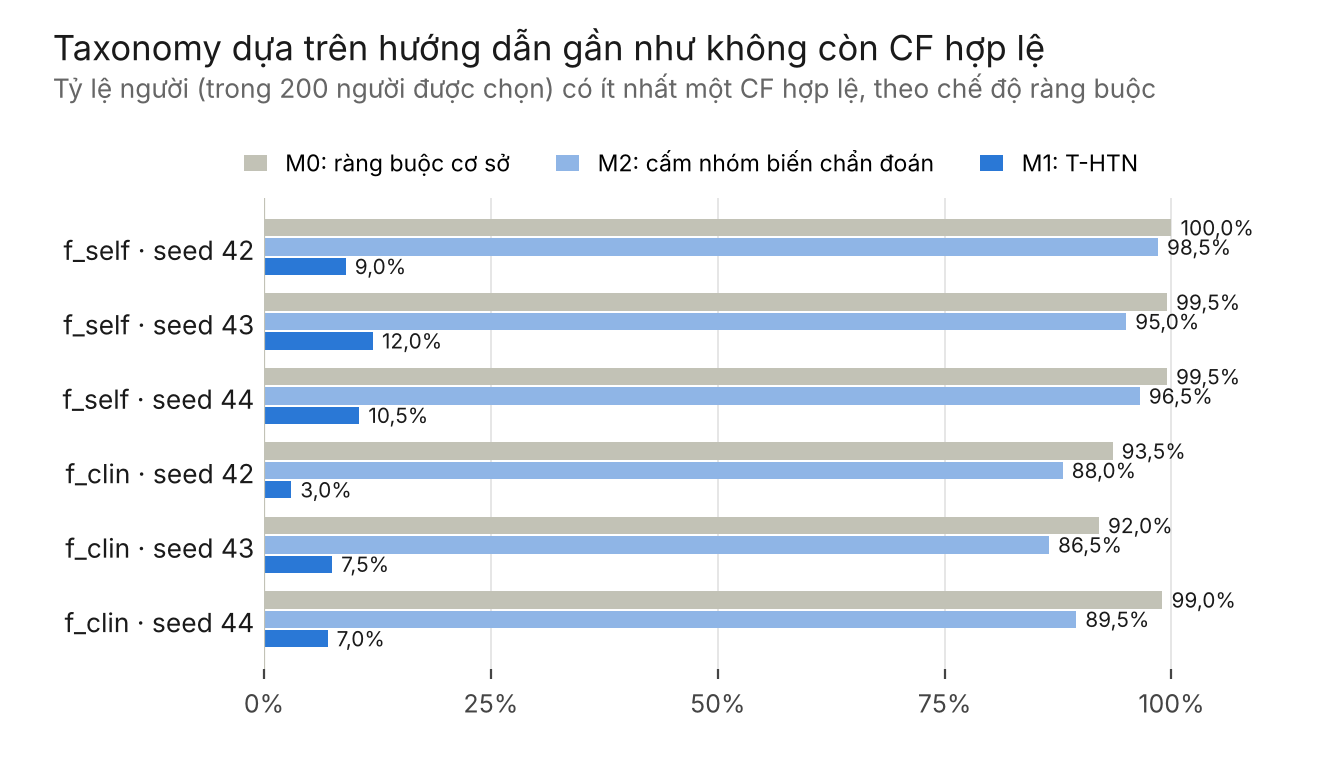 Taxonomy dựa trên hướng dẫn gần như không còn CF hợp lệ
Tỷ lệ người (trong 200 người được chọn) có ít nhất một CF hợp lệ, theo chế độ ràng buộc
M0: ràng buộc cơ sở M2: cấm nhóm biến chẩn đoán M1: T-HTN
100,0%
f_self · seed 42 98,5%
9,0%
99,5%
f_self · seed 43 95,0%
12,0%
99,5%
f_self · seed 44 96,5%
10,5%
93,5%
f_clin · seed 42 88,0%
3,0%
92,0%
f_clin · seed 43 86,5%
7,5%
99,0%
f_clin · seed 44 89,5%
7,0%
0% 25% 50% 75% 100%